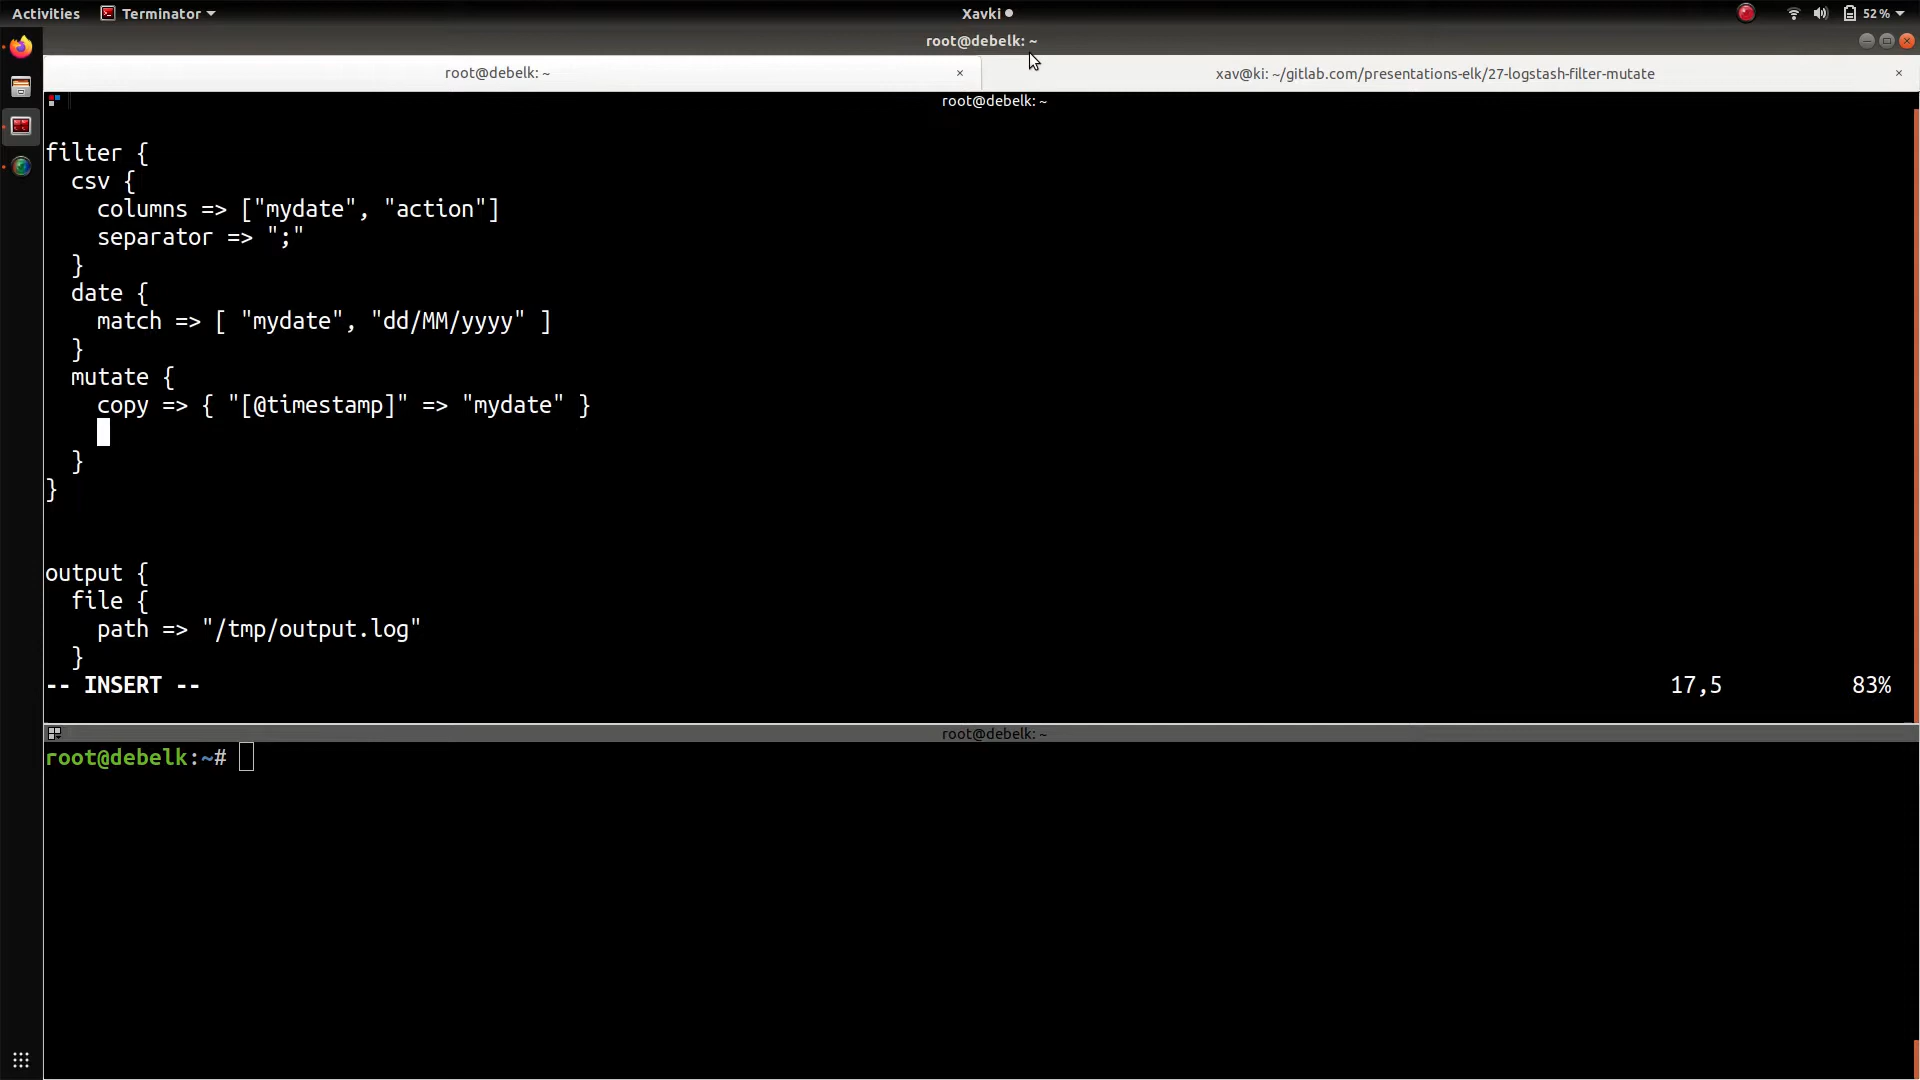 Activities Terminator Xavki 52 %
root@debelk: ~
root@debelk: ~ × xav@ki: ~/gitlab.com/presentations-elk/27-logstash-filter-mutate ×
root@debelk: ~
filter {
  csv {
    columns => ["mydate", "action"]
    separator => ";"
  }
  date {
    match => [ "mydate", "dd/MM/yyyy" ]
  }
  mutate {
    copy => { "[@timestamp]" => "mydate" }
  }
}
output {
  file {
    path => "/tmp/output.log"
  }
-- INSERT -- 17,5 83%
root@debelk: ~
root@debelk:~#